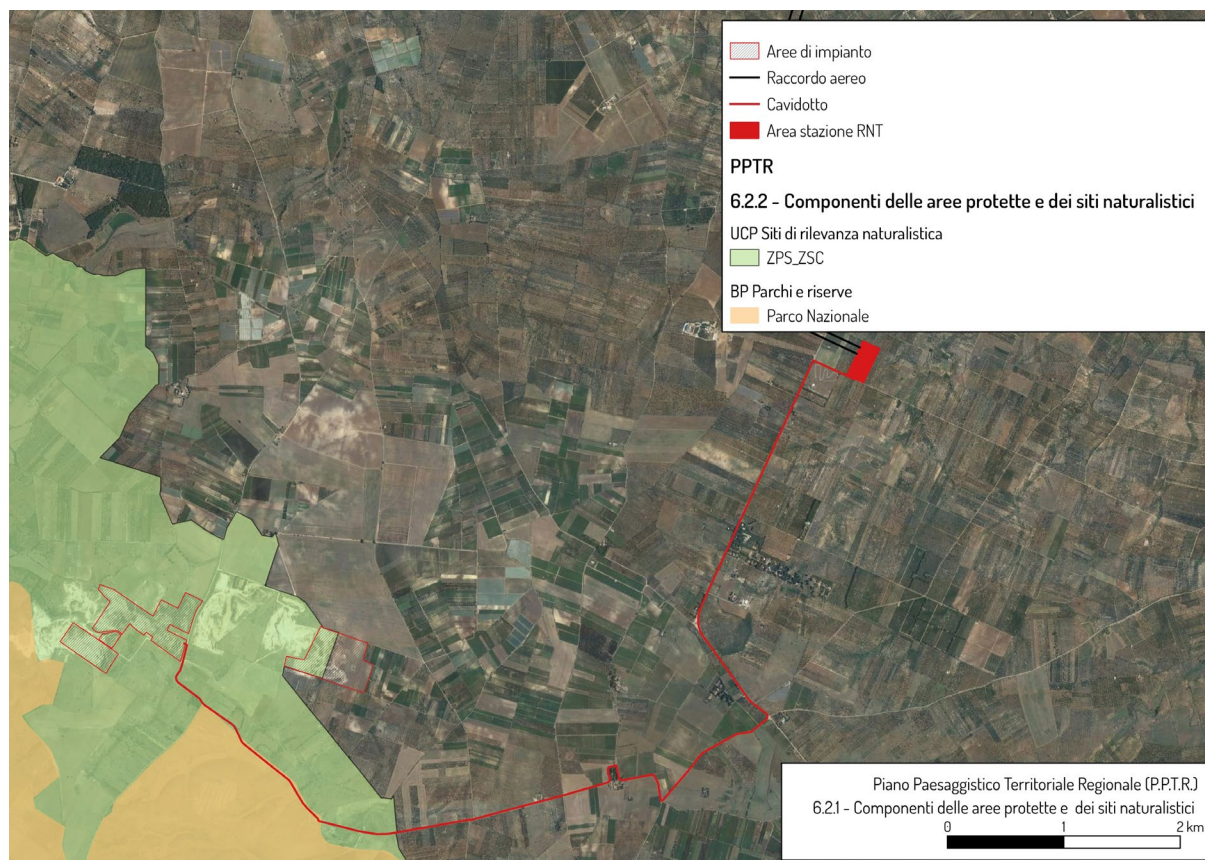 Aree di impianto
Raccordo aereo
Cavidotto
Area stazione RNT
PPTR
6.2.2 - Componenti delle aree protette e dei siti naturalistici
UCP Siti di rilevanza naturalistica
ZPS_ZSC
BP Parchi e riserve
Parco Nazionale
Piano Paesaggistico Territoriale Regionale (P.P.T.R.)
6.2.1 - Componenti delle aree protette e dei siti naturalistici
0 1 2 km